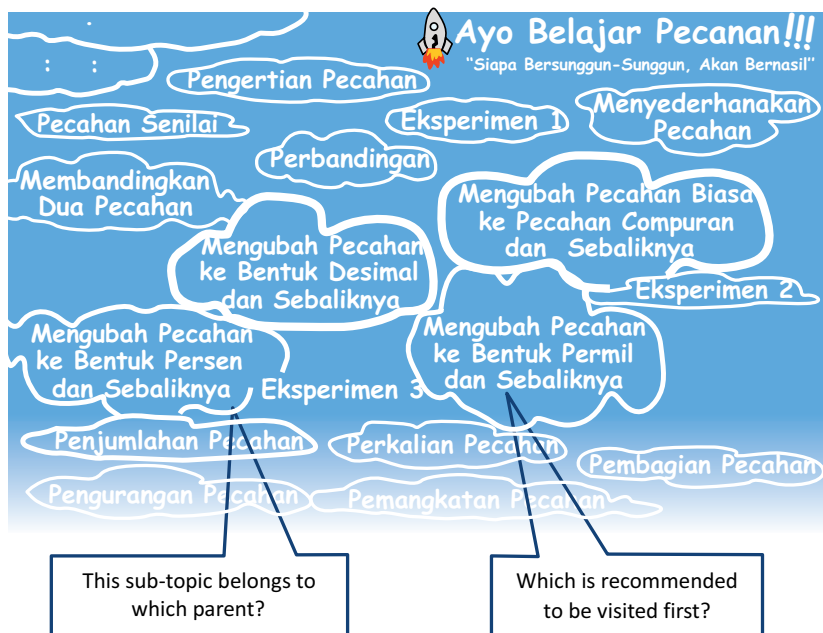 Ayo Belajar Pecanan!!!
"Siapa Bersunggun-Sunggun, Akan Bernasil"
: :
Pengertian Pecahan
Pecahan Senilai
Eksperimen 1
Menyederhanakan
Pecahan
Perbandingan
Membandingkan
Dua Pecahan
Mengubah Pecahan Biasa
ke Pecahan Compuran
dan Sebaliknya
Mengubah Pecahan
ke Bentuk Desimal
dan Sebaliknya
Eksperimen 2
Mengubah Pecahan
ke Bentuk Persen
dan Sebaliknya
Eksperimen 3
Mengubah Pecahan
ke Bentuk Permil
dan Sebaliknya
Penjumlahan Pecahan
Perkalian Pecahan
Pembagian Pecahan
Pengurangan Pecahan
Pemangkatan Pecahan
This sub-topic belongs to
which parent?
Which is recommended
to be visited first?